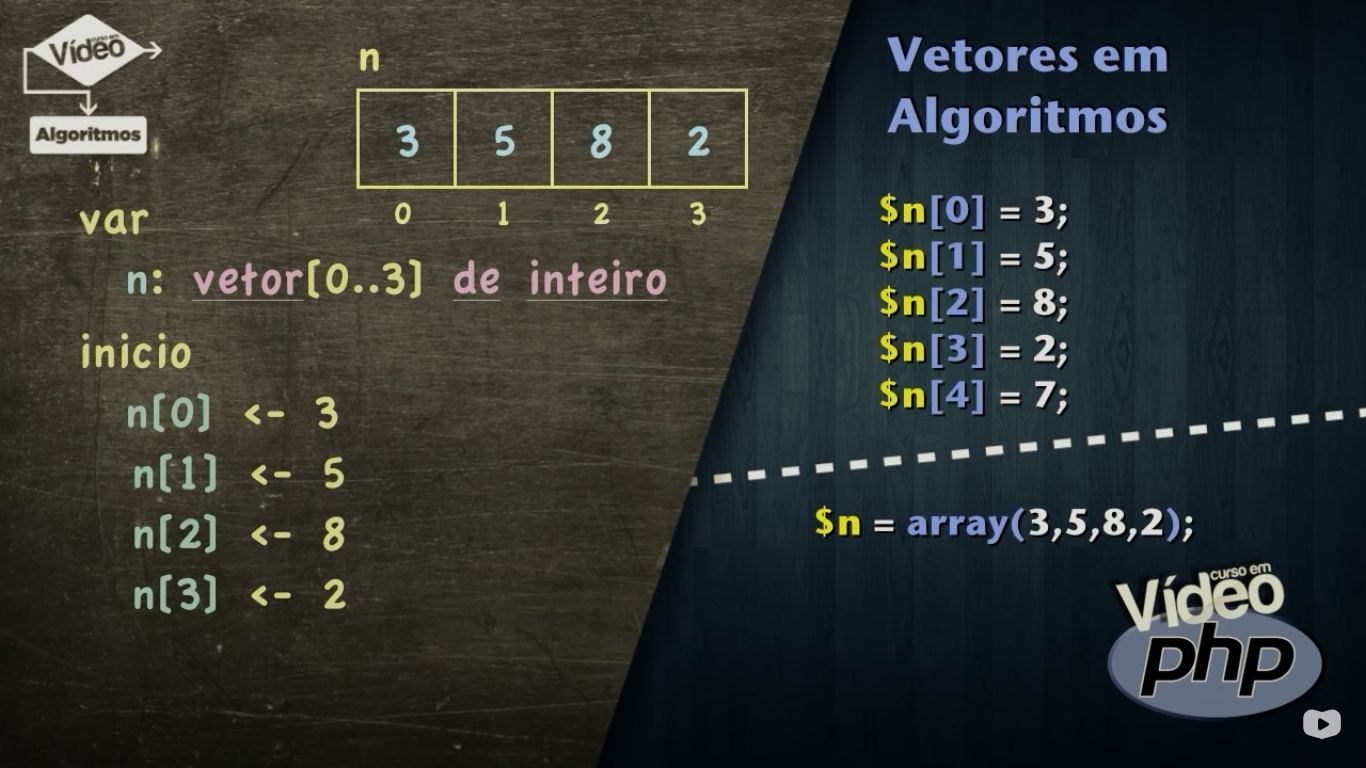 curso em
Vídeo
Algoritmos
n
3 5 8 2
0 1 2 3
var
n: vetor[0..3] de inteiro
inicio
n[0] <- 3
n[1] <- 5
n[2] <- 8
n[3] <- 2
Vetores em
Algoritmos
$n[0] = 3;
$n[1] = 5;
$n[2] = 8;
$n[3] = 2;
$n[4] = 7;
$n = array(3,5,8,2);
curso em
Vídeo
php